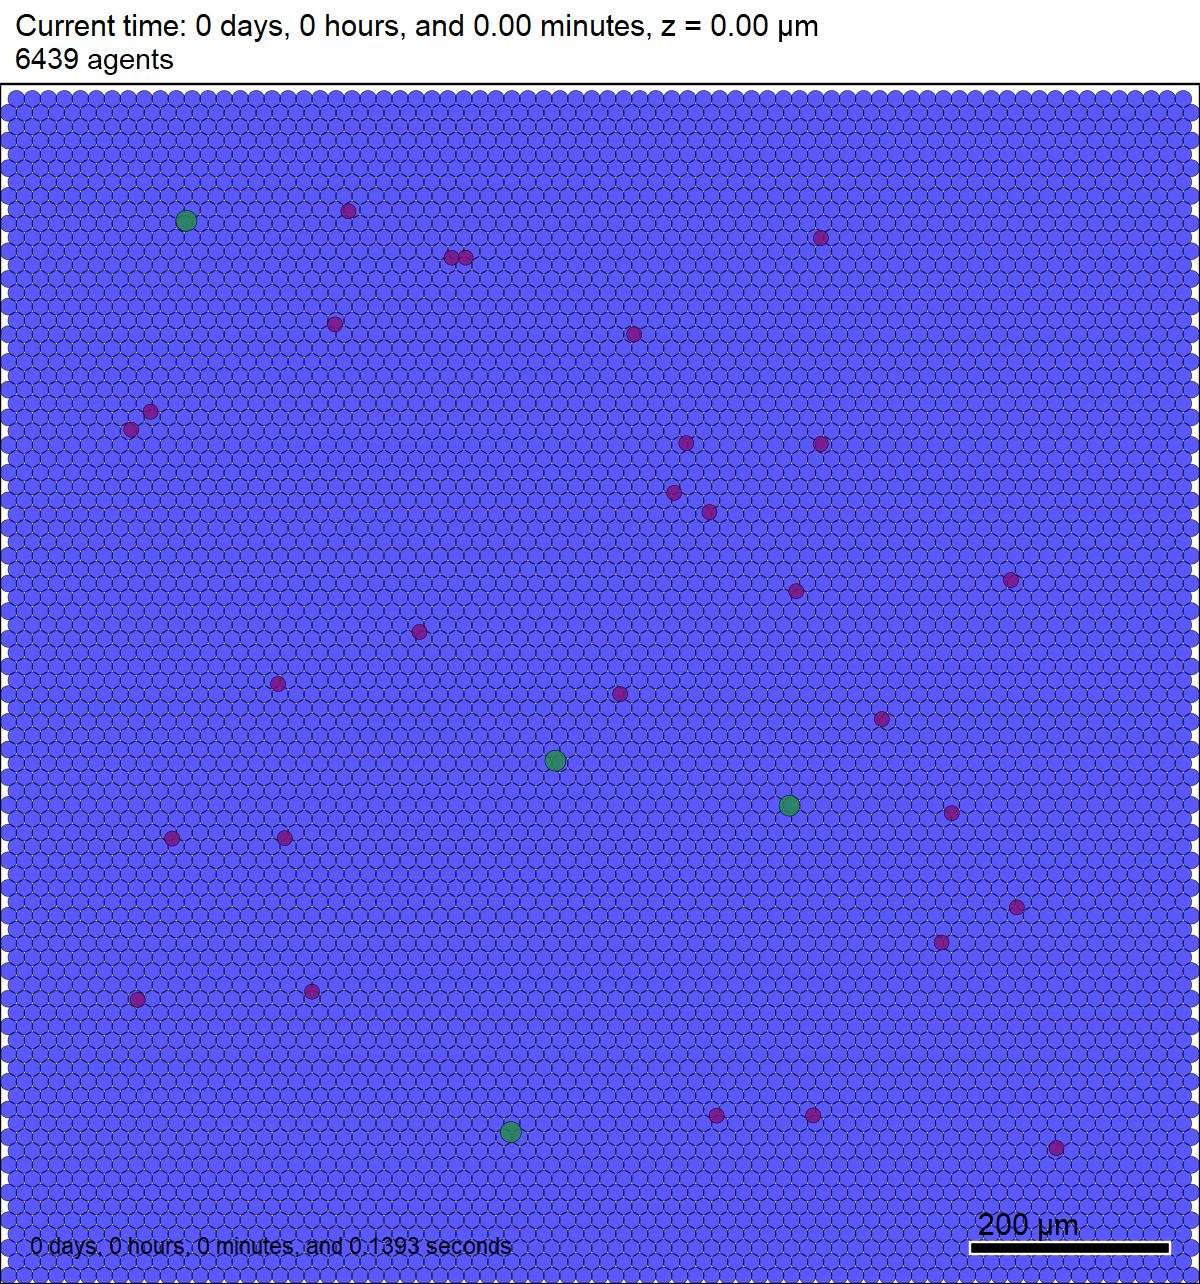 Current time: 0 days, 0 hours, and 0.00 minutes, z = 0.00 μm
6439 agents
200 μm
0 days, 0 hours, 0 minutes, and 0.1393 seconds